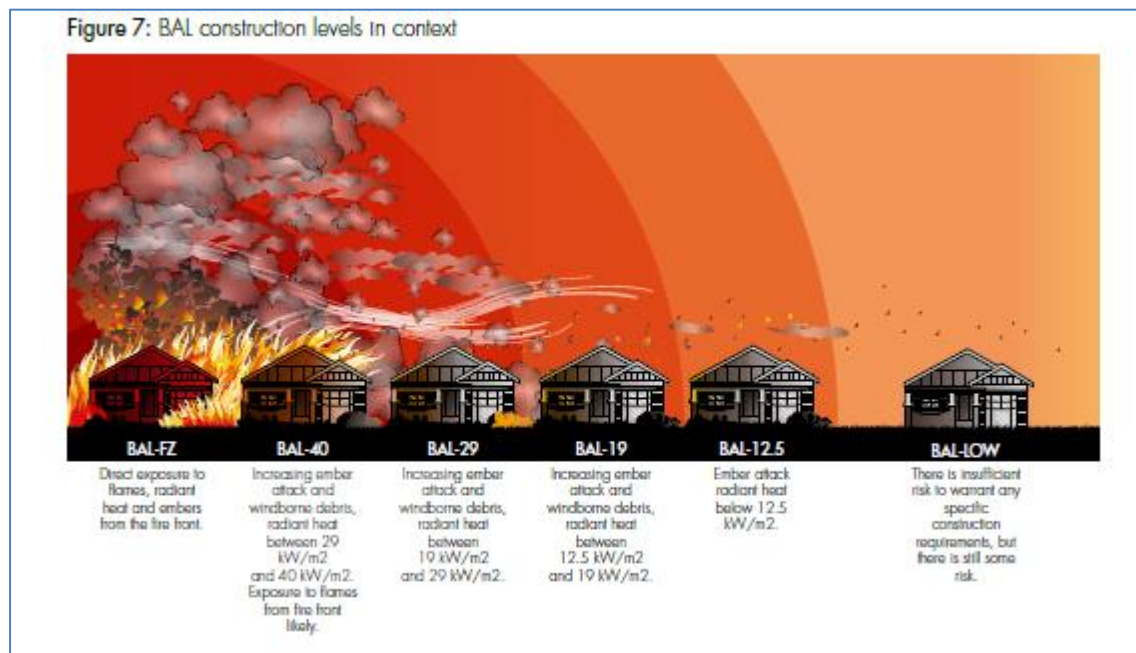 Figure 7: BAL construction levels in context
BAL-FZ
Direct exposure to
flames, radiant
heat and embers
from the fire front.
BAL-40
Increasing ember
attack and
windborne debris,
radiant heat
between 29
kW/m2
and 40 kW/m2.
Exposure to flames
from fire front
likely.
BAL-29
Increasing ember
attack and
windborne debris,
radiant heat
between
19 kW/m2
and 29 kW/m2.
BAL-19
Increasing ember
attack and
windborne debris,
radiant heat
between
12.5 kW/m2
and 19 kW/m2.
BAL-12.5
Ember attack
radiant heat
below 12.5
kW/m2.
BAL-LOW
There is insufficient
risk to warrant any
specific
construction
requirements, but
there is still some
risk.